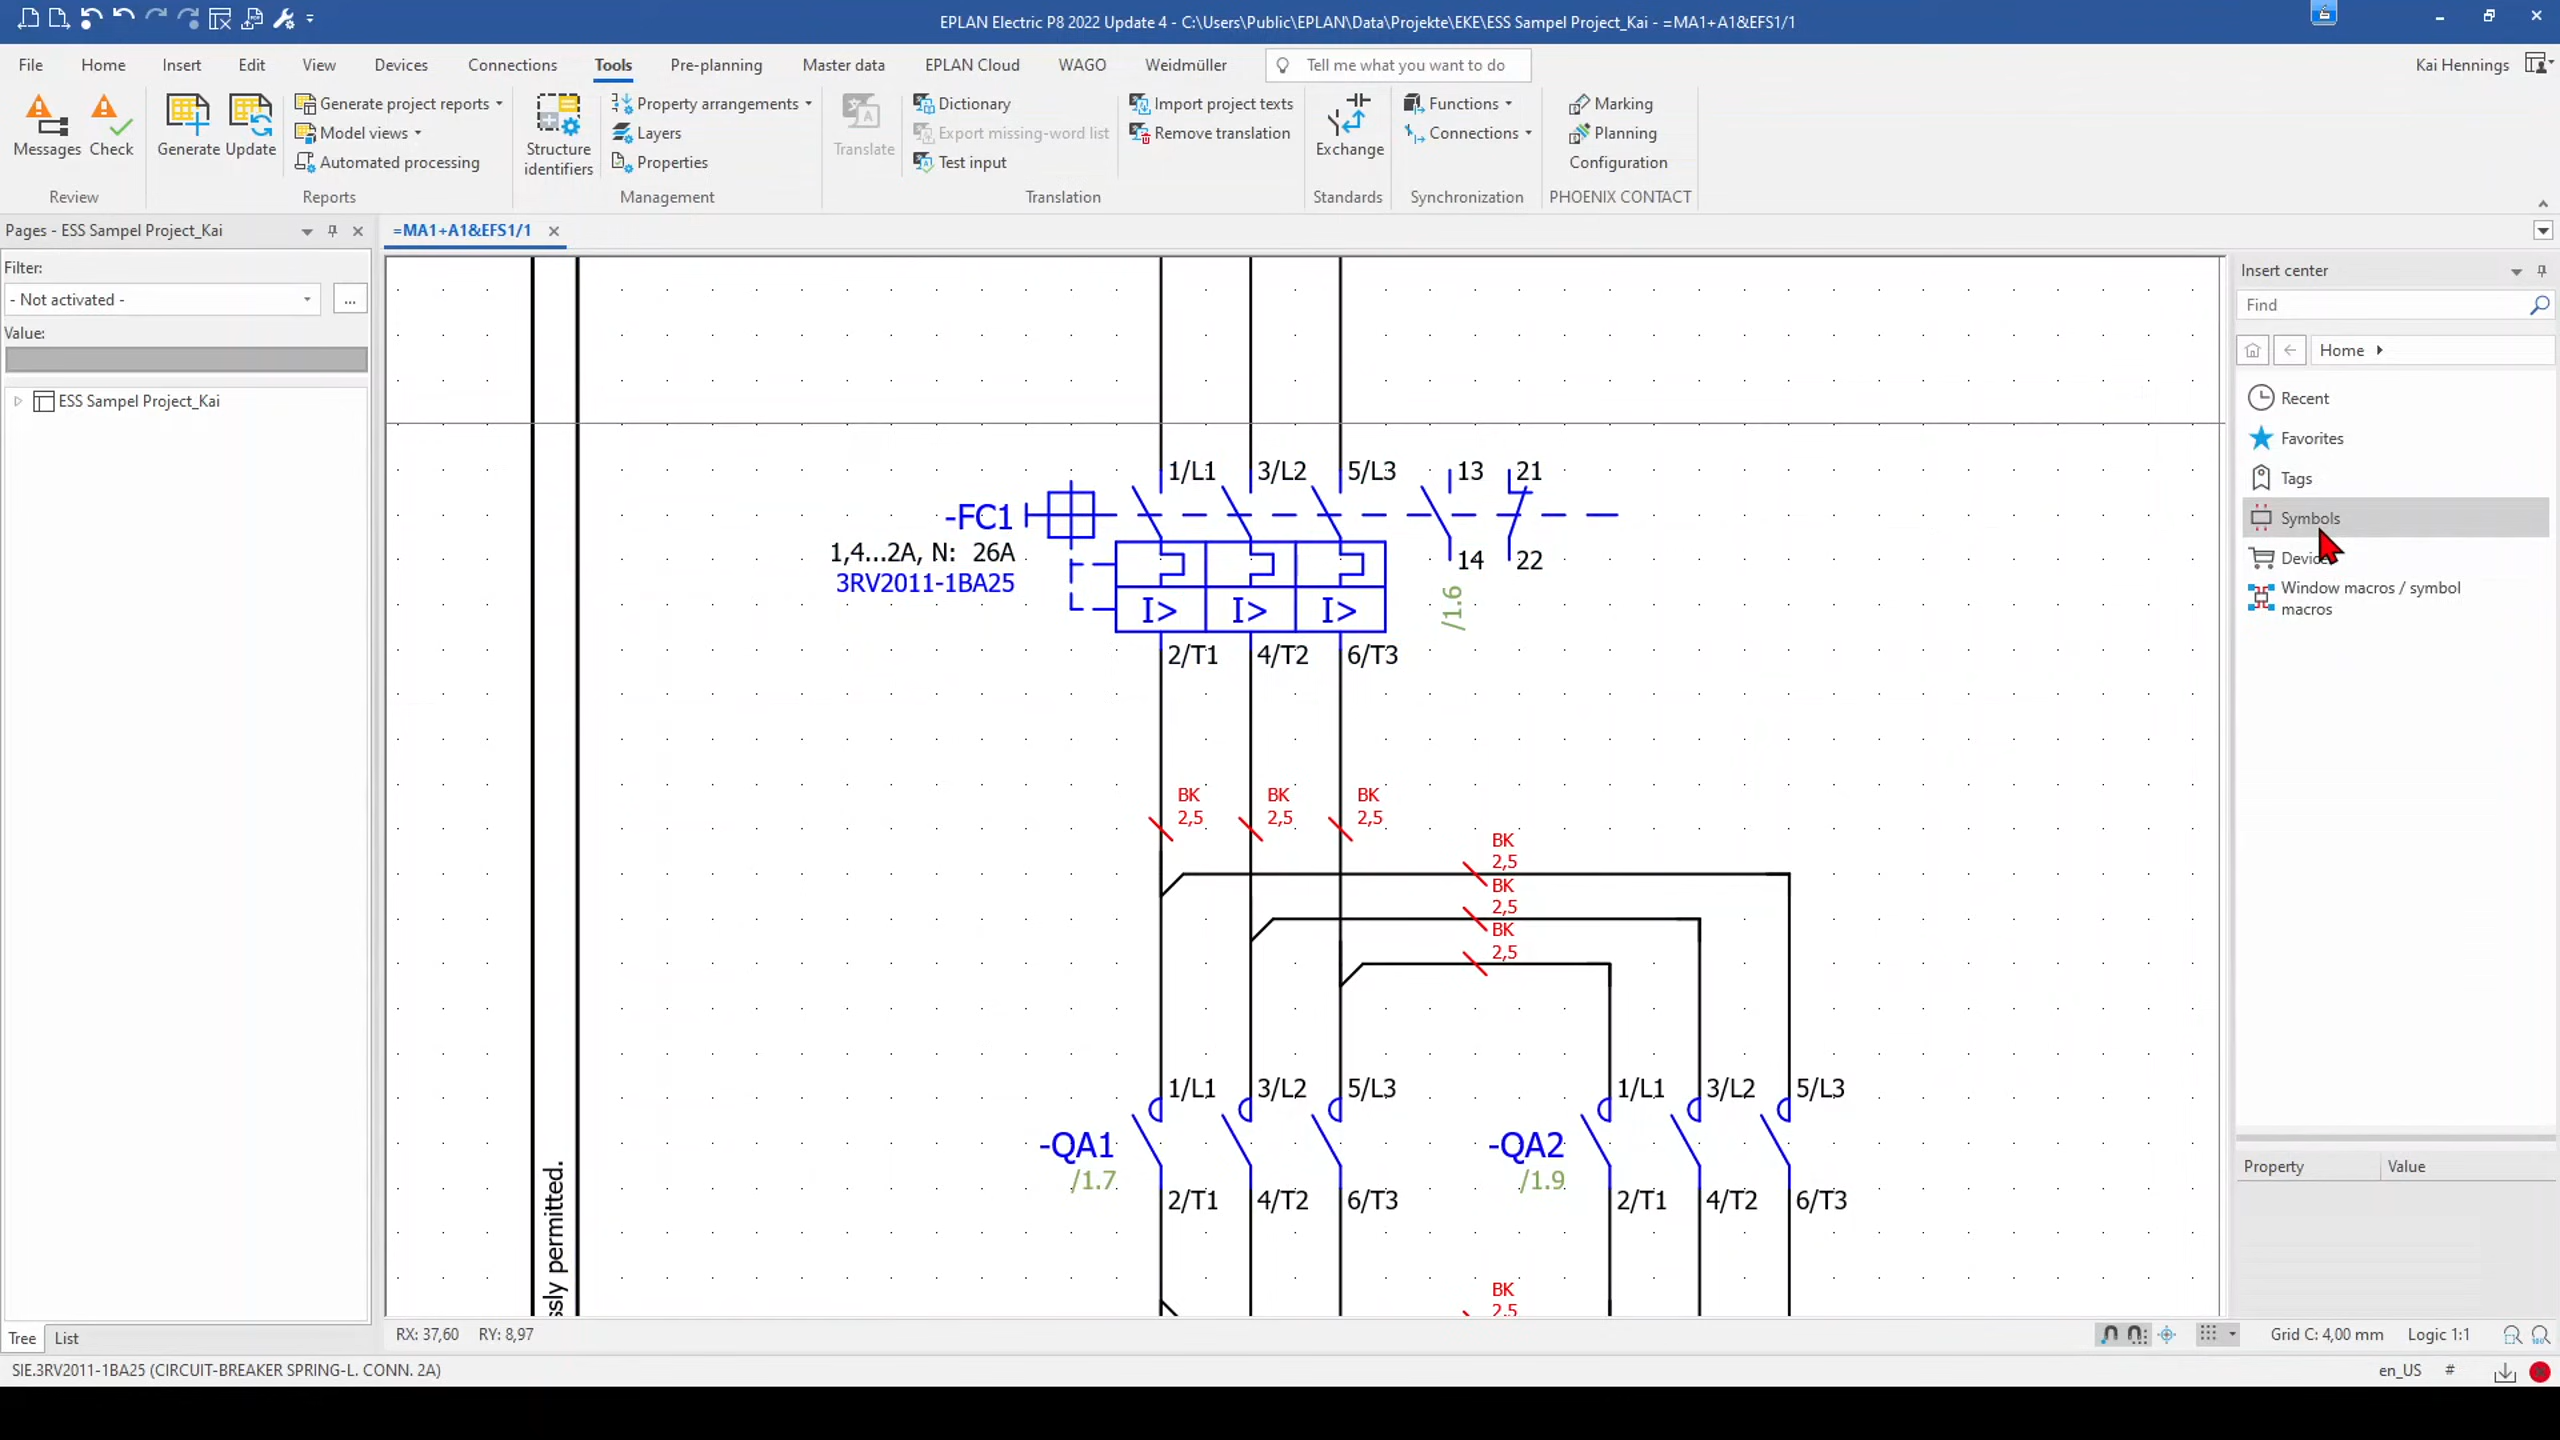 EPLAN Electric P8 2022 Update 4 - C:\Users\Public\EPLAN\Data\Projekte\EKE\ESS Sampel Project_Kai - =MA1+A1&EFS1/1
File Home Insert Edit View Devices Connections Tools Pre-planning Master data EPLAN Cloud WAGO Weidmüller Tell me what you want to do Kai Hennings
Messages Check
Review
Generate Update
Generate project reports
Model views
Automated processing
Reports
Structure
identifiers
Property arrangements
Layers
Properties
Management
Translate
Dictionary
Export missing-word list
Test input
Import project texts
Remove translation
Translation
Exchange
Standards
Functions
Connections
Synchronization
Marking
Planning
Configuration
PHOENIX CONTACT
Pages - ESS Sampel Project_Kai
Filter:
- Not activated -
...
Value:
ESS Sampel Project_Kai
Tree List
=MA1+A1&EFS1/1
1/L1 3/L2 5/L3 13 21
-FC1
1,4...2A, N: 26A
3RV2011-1BA25
14 22
I> I> I>
/1.6
2/T1 4/T2 6/T3
BK BK BK
2,5 2,5 2,5
BK
2,5
BK
2,5
BK
2,5
1/L1 3/L2 5/L3 1/L1 3/L2 5/L3
-QA1 -QA2
/1.7 /1.9
2/T1 4/T2 6/T3 2/T1 4/T2 6/T3
BK
2,5
ssly permitted.
Insert center
Find
Home
Recent
Favorites
Tags
Symbols
Window macros / symbol
macros
Property Value
RX: 37,60 RY: 8,97
Grid C: 4,00 mm Logic 1:1
SIE.3RV2011-1BA25 (CIRCUIT-BREAKER SPRING-L. CONN. 2A)
en_US #